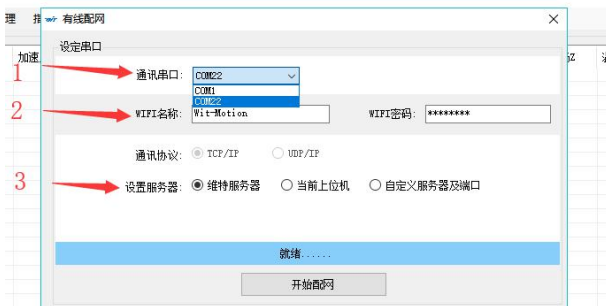 理
有线配网
设定串口
加速
1
通讯串口: COM22
COM1
COM22
2
WIFI名称: Wit-Motion WIFI密码: ********
通讯协议: TCP/IP UDP/IP
3
设置服务器: 维特服务器 当前上位机 自定义服务器及端口
就绪......
开始配网